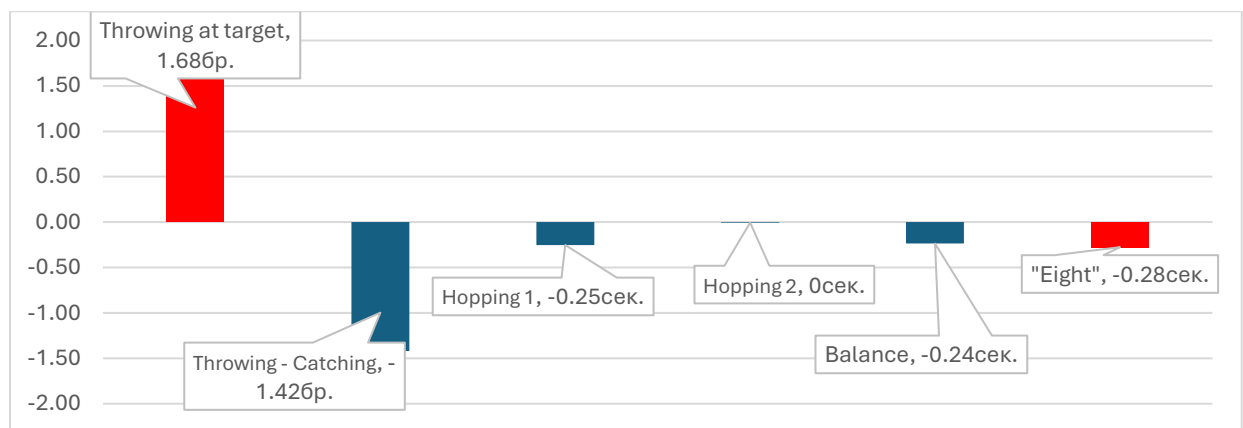 2.00
1.50
1.00
0.50
0.00
-0.50
-1.00
-1.50
-2.00
Throwing at target,
1.68бр.
Throwing - Catching, -
1.42бр.
Hopping 1, -0.25сек.
Hopping 2, 0сек.
Balance, -0.24сек.
"Eight", -0.28сек.